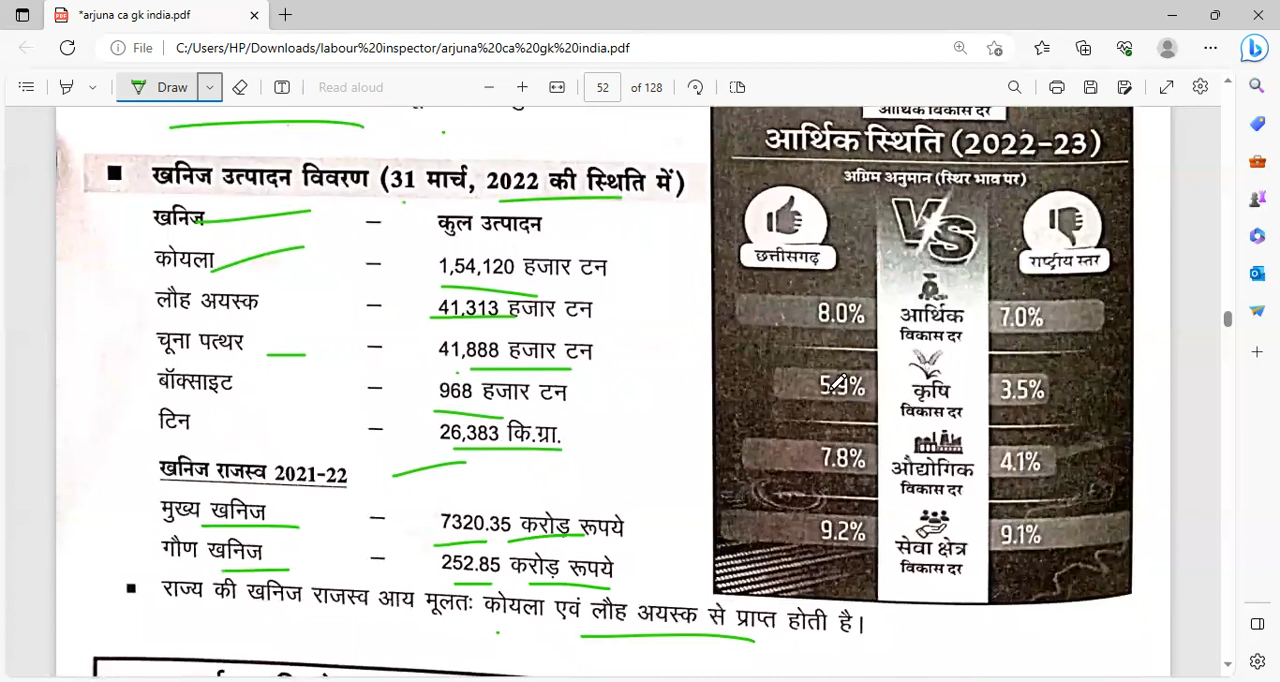 *arjuna ca gk india.pdf
File
C:/Users/HP/Downloads/labour%20inspector/arjuna%20ca%20gk%20india.pdf
Draw
Read aloud
52 of 128
खनिज उत्पादन विवरण (31 मार्च, 2022 की स्थिति में)
खनिज – कुल उत्पादन
कोयला – 1,54,120 हजार टन
लौह अयस्क – 41,313 हजार टन
चूना पत्थर – 41,888 हजार टन
बॉक्साइट – 968 हजार टन
टिन – 26,383 कि.ग्रा.
खनिज राजस्व 2021-22
मुख्य खनिज – 7320.35 करोड़ रूपये
गौण खनिज – 252.85 करोड़ रूपये
राज्य की खनिज राजस्व आय मूलतः कोयला एवं लौह अयस्क से प्राप्त होती है।
आर्थिक विकास दर
आर्थिक स्थिति (2022-23)
अग्रिम अनुमान (स्थिर भाव पर)
VS
छत्तीसगढ़
राष्ट्रीय स्तर
8.0% आर्थिक विकास दर 7.0%
कृषि विकास दर 3.5%
7.8% औद्योगिक विकास दर 4.1%
9.2% सेवा क्षेत्र विकास दर 9.1%